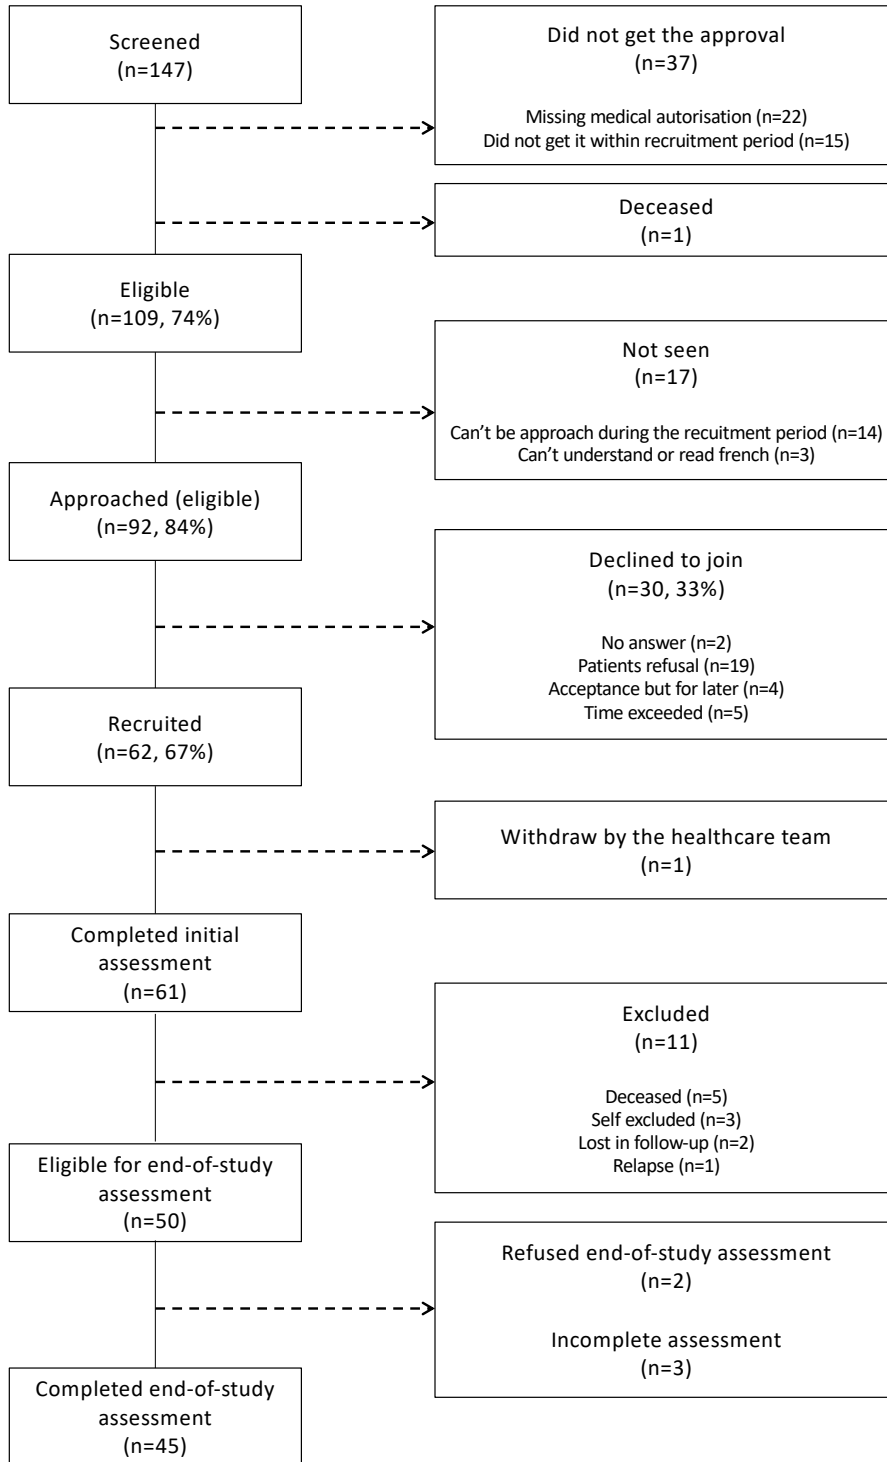 Screened
(n=147)
Did not get the approval
(n=37)
Missing medical autorisation (n=22)
Did not get it within recruitment period (n=15)
Deceased
(n=1)
Eligible
(n=109, 74%)
Not seen
(n=17)
Can't be approach during the recuitment period (n=14)
Can't understand or read french (n=3)
Approached (eligible)
(n=92, 84%)
Declined to join
(n=30, 33%)
No answer (n=2)
Patients refusal (n=19)
Acceptance but for later (n=4)
Time exceeded (n=5)
Recruited
(n=62, 67%)
Withdraw by the healthcare team
(n=1)
Completed initial
assessment
(n=61)
Excluded
(n=11)
Deceased (n=5)
Self excluded (n=3)
Lost in follow-up (n=2)
Relapse (n=1)
Eligible for end-of-study
assessment
(n=50)
Refused end-of-study assessment
(n=2)
Incomplete assessment
(n=3)
Completed end-of-study
assessment
(n=45)